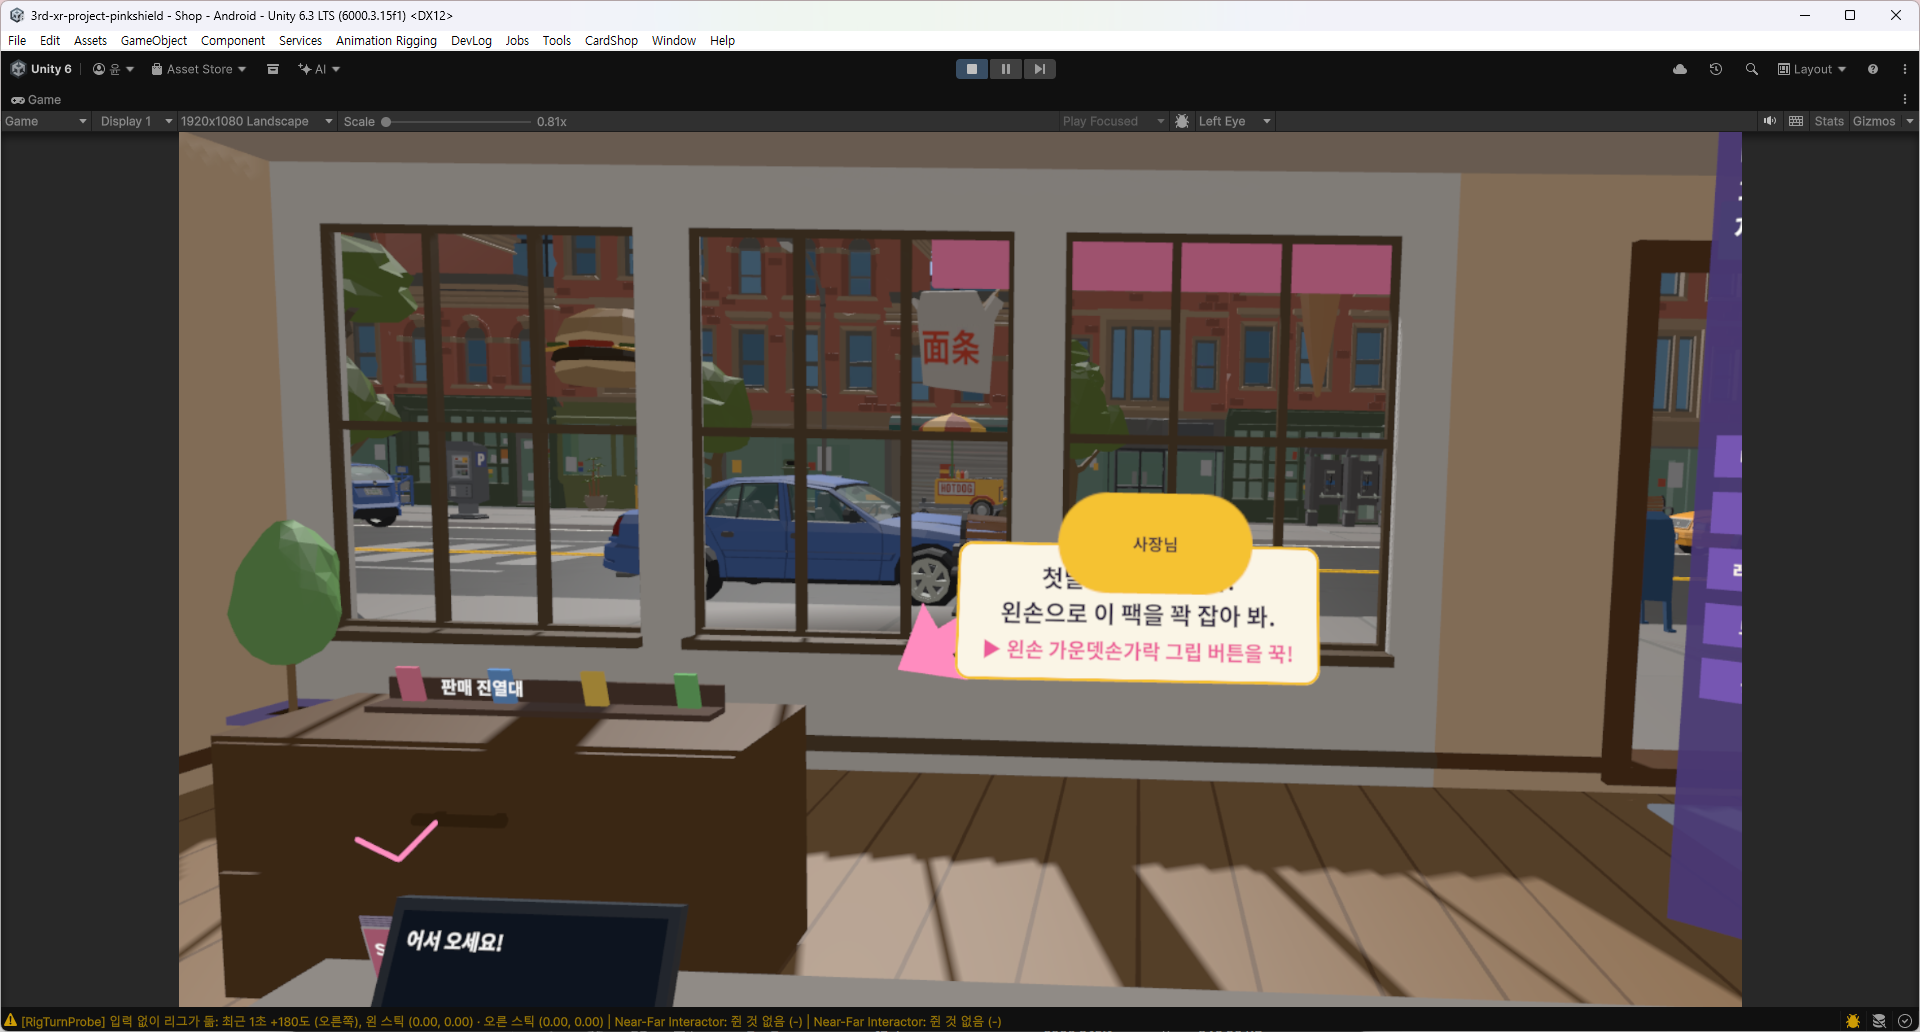 3rd-xr-project-pinkshield - Shop - Android - Unity 6.3 LTS (6000.3.15f1) <DX12>
File Edit Assets GameObject Component Services Animation Rigging DevLog Jobs Tools CardShop Window Help
Unity 6 윤 Asset Store AI Layout
Game
Game Display 1 1920x1080 Landscape Scale 0.81x Play Focused Left Eye Stats Gizmos
面条
P
HOTDOG
사장님
왼손으로 이 팩을 꽉 잡아 봐.
▶ 왼손 가운뎃손가락 그립 버튼을 꾹!
판매 진열대
어서 오세요!
[RigTurnProbe] 입력 없이 리그가 돎: 최근 1초 +180도 (오른쪽), 왼 스틱 (0.00, 0.00) · 오른 스틱 (0.00, 0.00) | Near-Far Interactor: 쥔 것 없음 (-) | Near-Far Interactor: 쥔 것 없음 (-)